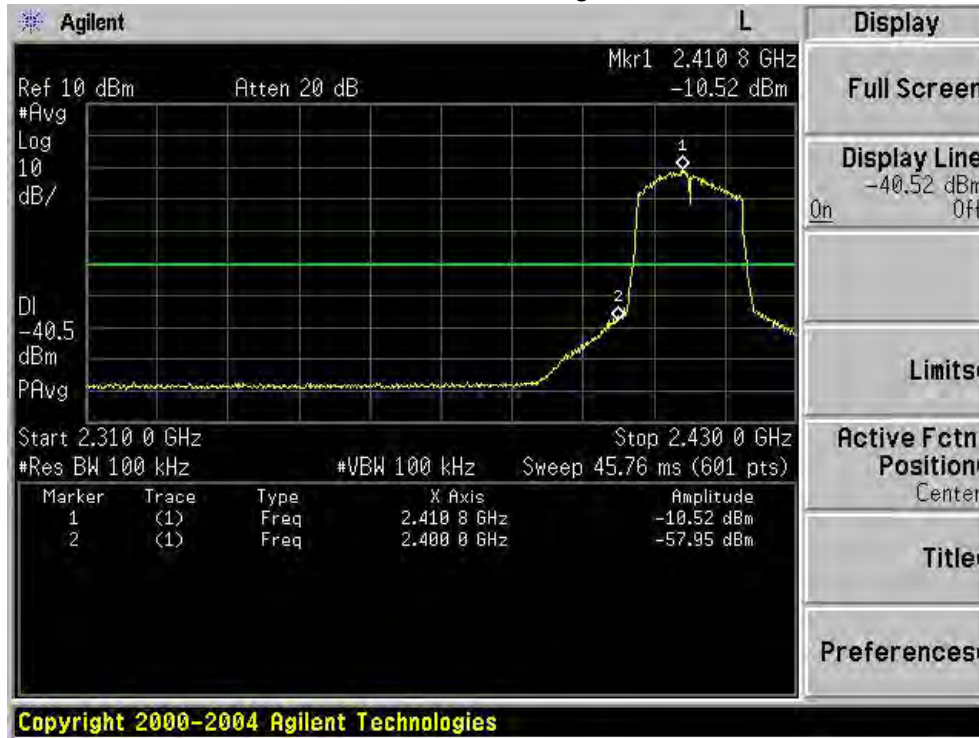 Agilent L
Mkr1 2.410 8 GHz
Ref 10 dBm Atten 20 dB -10.52 dBm
#Avg
Log
10
dB/
1
2
DI
-40.5
dBm
PAvg
Start 2.310 0 GHz Stop 2.430 0 GHz
#Res BW 100 kHz #VBW 100 kHz Sweep 45.76 ms (601 pts)
Marker Trace Type X Axis Amplitude
1 (1) Freq 2.410 8 GHz -10.52 dBm
2 (1) Freq 2.400 0 GHz -57.95 dBm
Copyright 2000-2004 Agilent Technologies
Display
Full Screen
Display Line
-40.52 dBm
On Off
Limits
Active Fctn
Position
Center
Title
Preferences